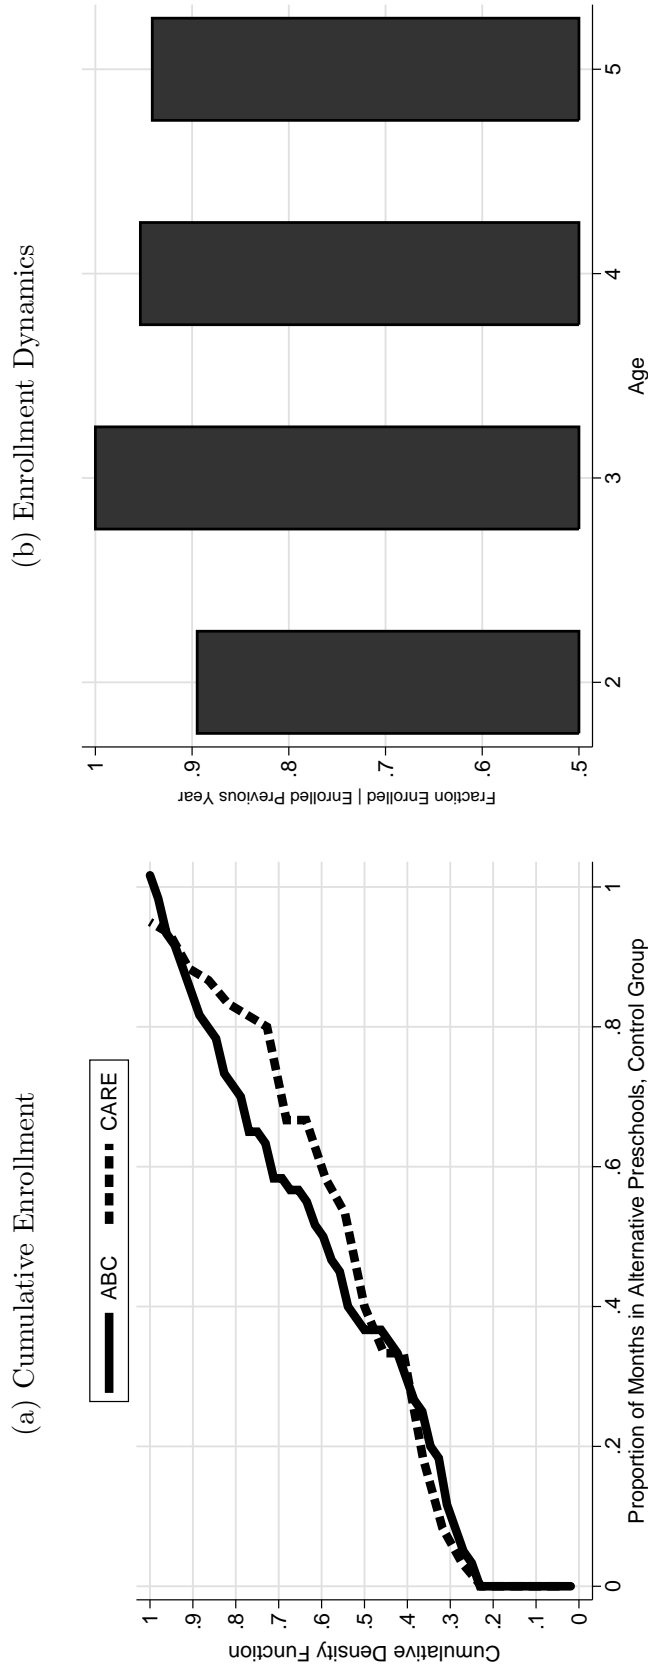 (a) Cumulative Enrollment
ABC CARE
Cumulative Density Function
1
.9
.8
.7
.6
.5
.4
.3
.2
.1
0
0 .2 .4 .6 .8 1
Proportion of Months in Alternative Preschools, Control Group
(b) Enrollment Dynamics
Fraction Enrolled | Enrolled Previous Year
1
.9
.8
.7
.6
.5
2 3 4 5
Age